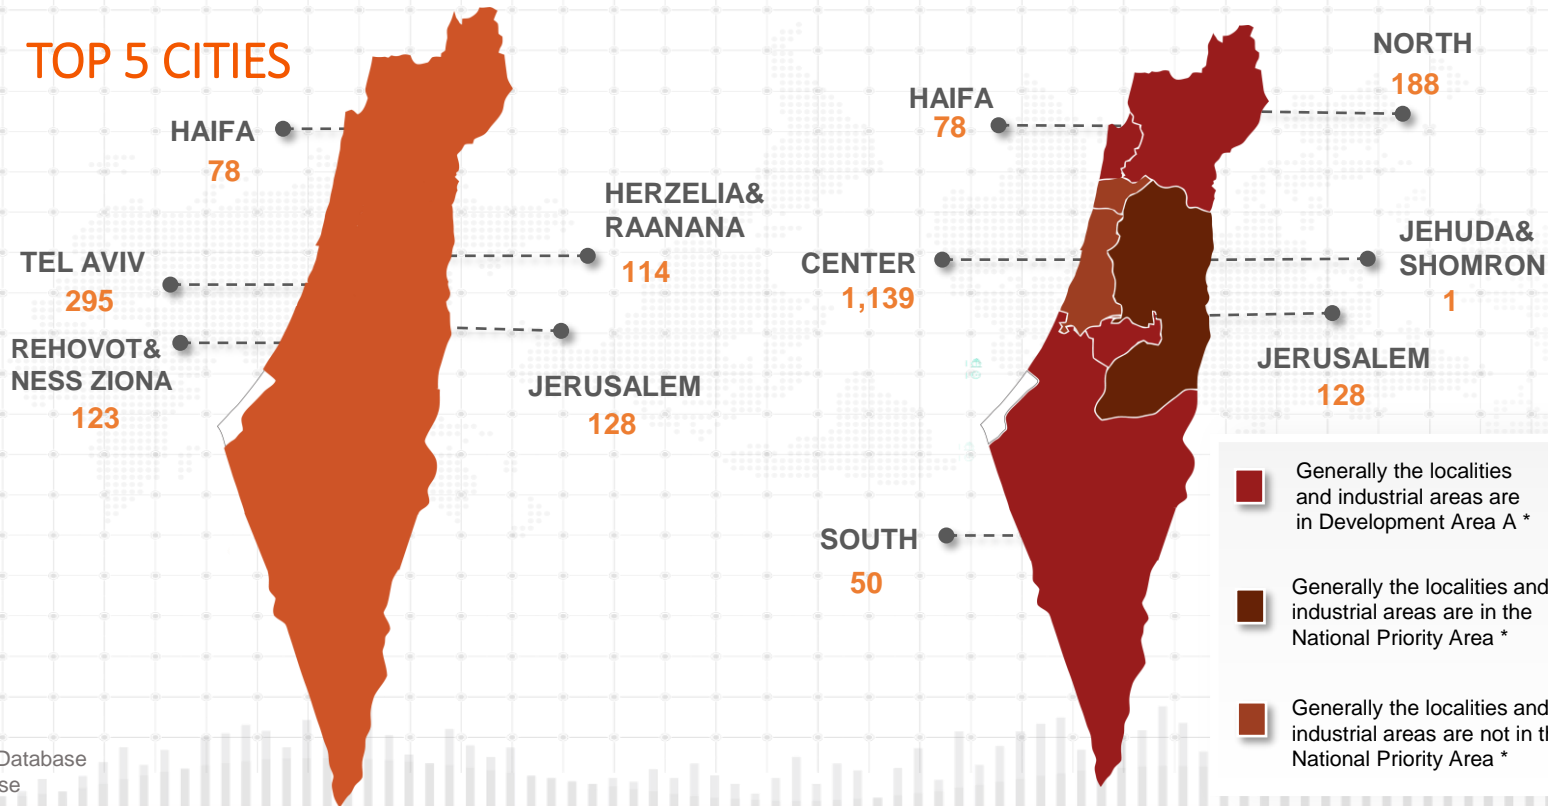 TOP 5 CITIES
HAIFA
78
TEL AVIV
295
REHOVOT&
NESS ZIONA
123
HERZELIA&
RAANANA
114
JERUSALEM
128
NORTH
188
HAIFA
78
CENTER
1,139
JEHUDA&
SHOMRON
1
JERUSALEM
128
SOUTH
50
Generally the localities
and industrial areas are
in Development Area A *
Generally the localities and
industrial areas are in the
National Priority Area *
Generally the localities and
industrial areas are not in th
National Priority Area *
Database
se